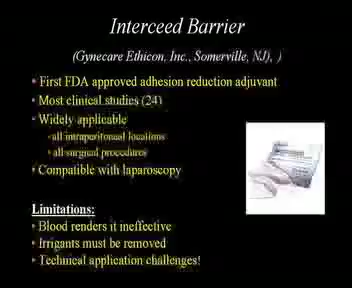 Interceed Barrier
(Gynecare Ethicon, Inc., Somerville, NJ), )
• First FDA approved adhesion reduction adjuvant
• Most clinical studies (24)
• Widely applicable
•all intraperitoneal locations
•all surgical procedures
• Compatible with laparoscopy
Limitations:
• Blood renders it ineffective
• Irrigants must be removed
• Technical application challenges!